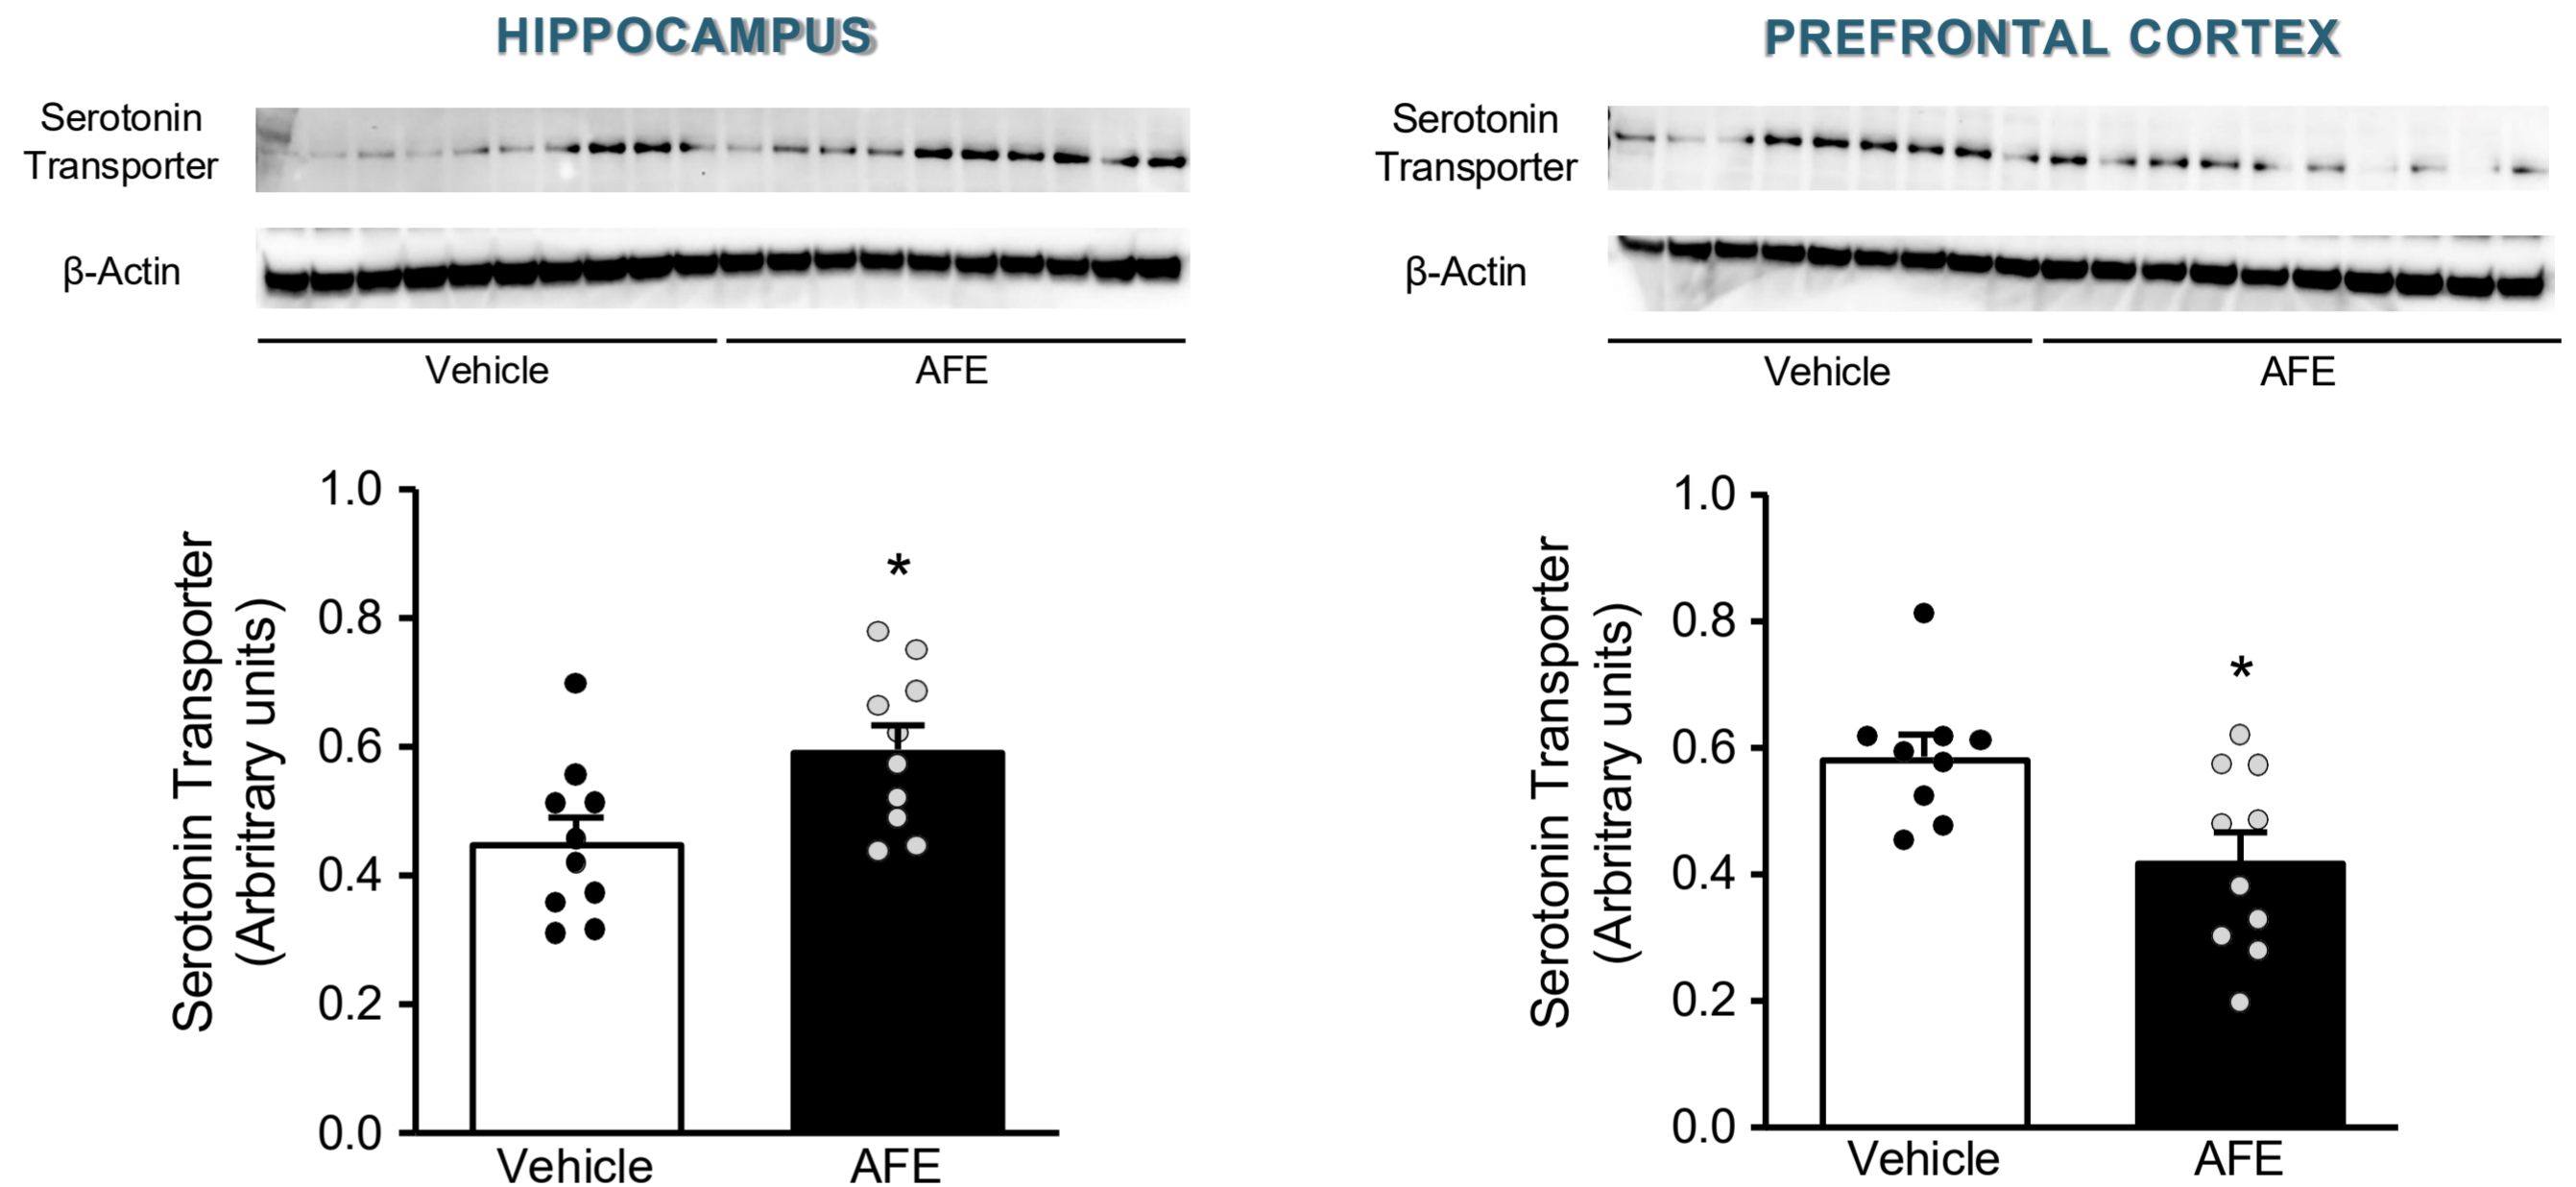 HIPPOCAMPUS
Serotonin
Transporter
β-Actin
Vehicle
AFE
Serotonin Transporter
(Arbritrary units)
1.0
0.8
0.6
0.4
0.2
0.0
*
Vehicle
AFE
PREFRONTAL CORTEX
Serotonin
Transporter
β-Actin
Vehicle
AFE
Serotonin Transporter
(Arbritrary units)
1.0
0.8
0.6
0.4
0.2
0.0
*
Vehicle
AFE